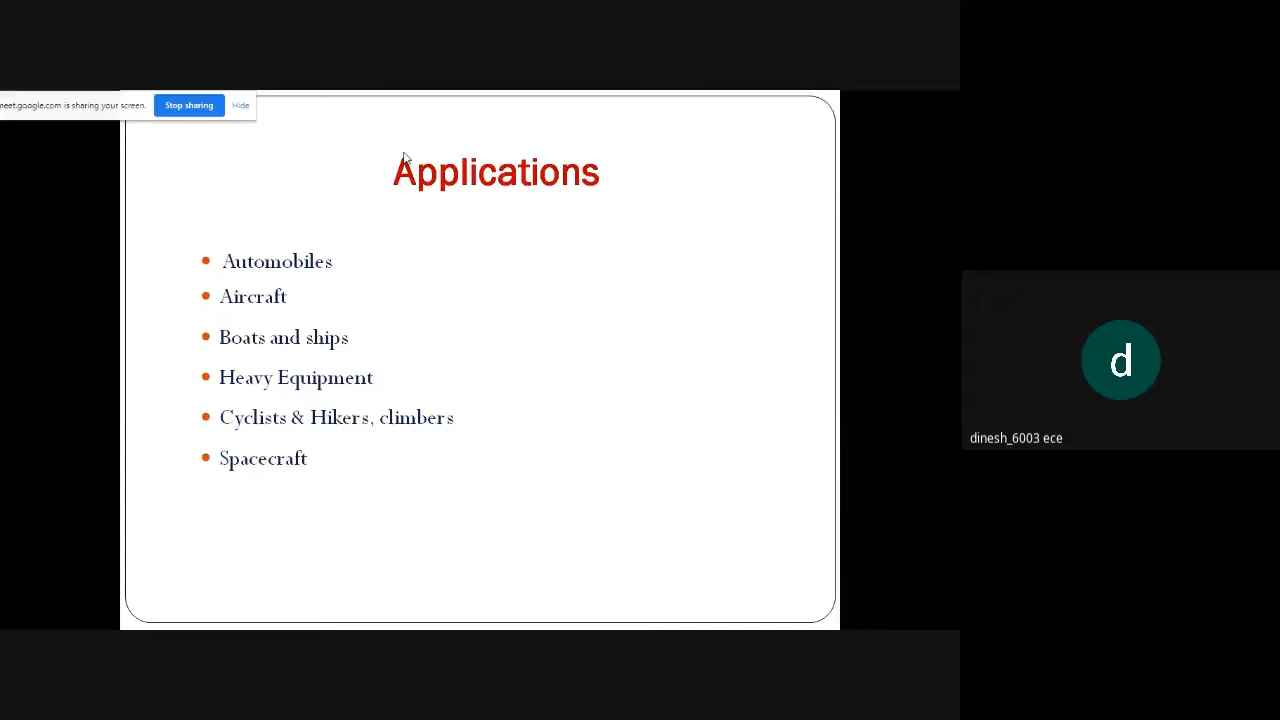 meet.google.com is sharing your screen. Stop sharing Hide
Applications
Automobiles
Aircraft
Boats and ships
Heavy Equipment
Cyclists & Hikers, climbers
Spacecraft
d
dinesh_6003 ece